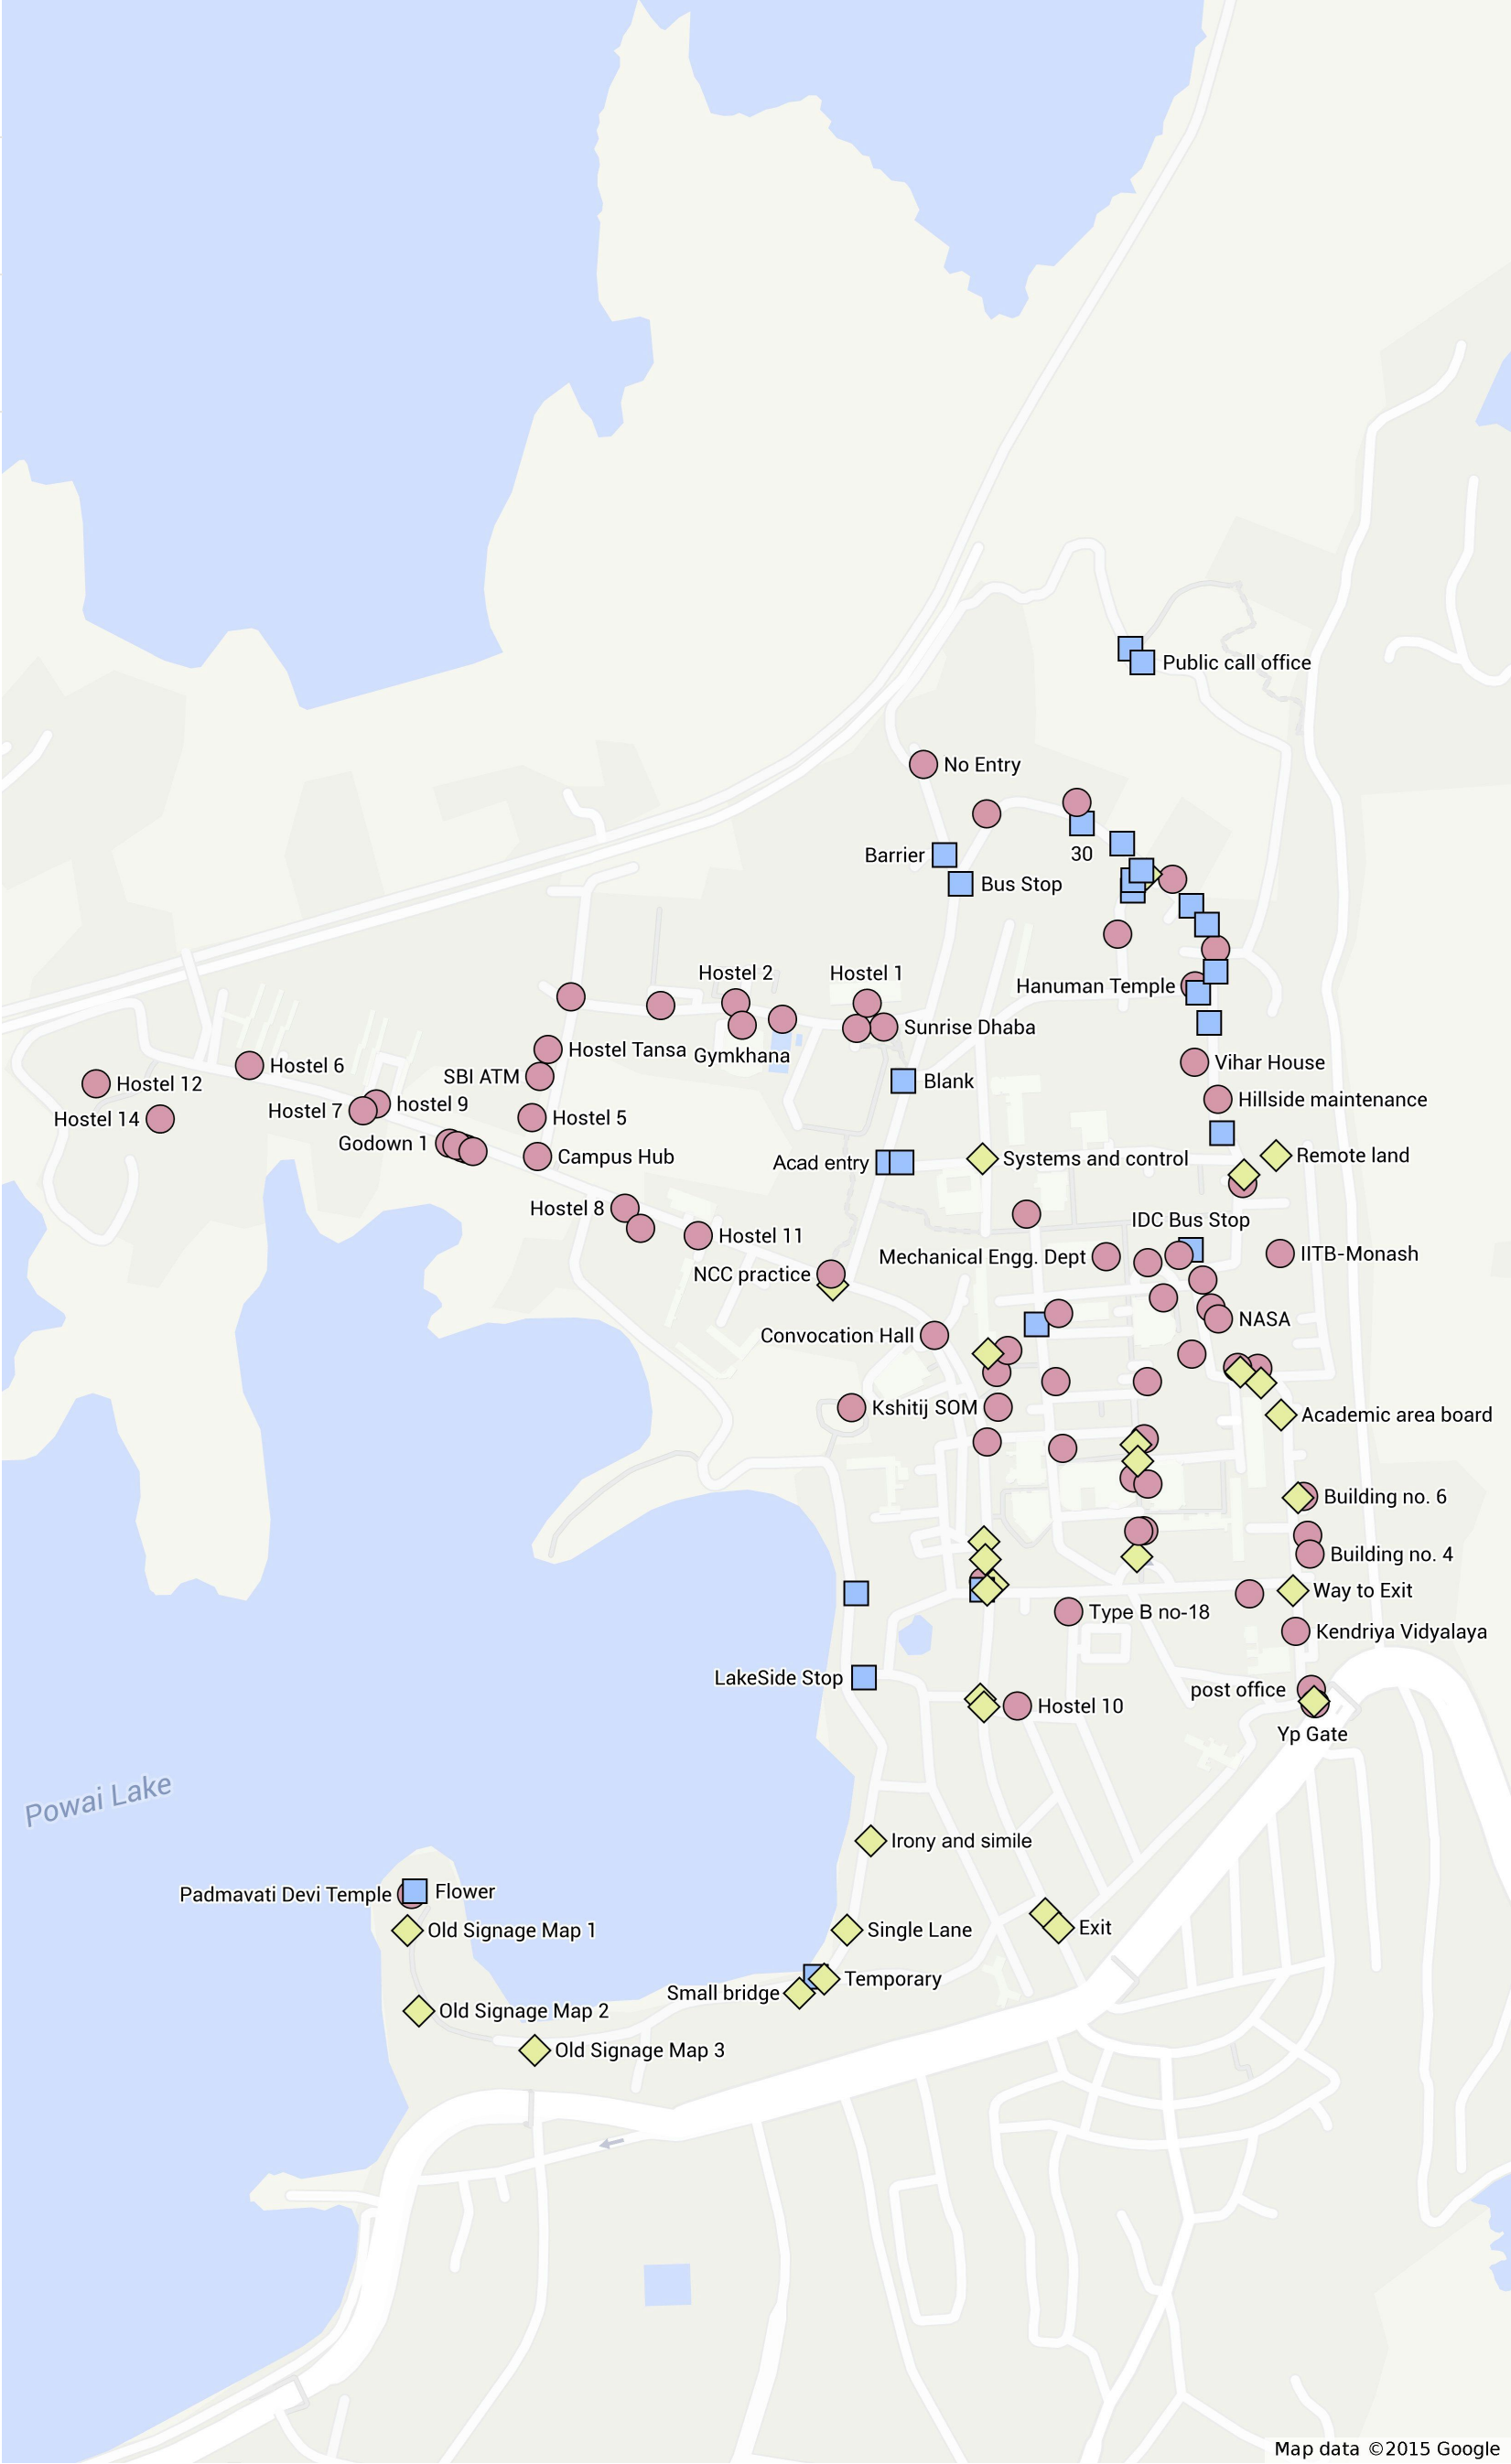 Public call office
No Entry
Barrier
30
Bus Stop
Hostel 2
Hostel 1
Hanuman Temple
Sunrise Dhaba
Hostel Tansa
Gymkhana
Hostel 6
SBI ATM
Vihar House
Hostel 12
Blank
hostel 9
Hillside maintenance
Hostel 7
Hostel 14
Hostel 5
Godown 1
Campus Hub
Acad entry
Systems and control
Remote land
Hostel 8
IDC Bus Stop
Hostel 11
Mechanical Engg. Dept
IITB-Monash
NCC practice
NASA
Convocation Hall
Kshitij SOM
Academic area board
Building no. 6
Building no. 4
Way to Exit
Type B no-18
Kendriya Vidyalaya
LakeSide Stop
post office
Hostel 10
Yp Gate
Powai Lake
Irony and simile
Padmavati Devi Temple
Flower
Old Signage Map 1
Single Lane
Exit
Temporary
Small bridge
Old Signage Map 2
Old Signage Map 3
Map data ©2015 Google